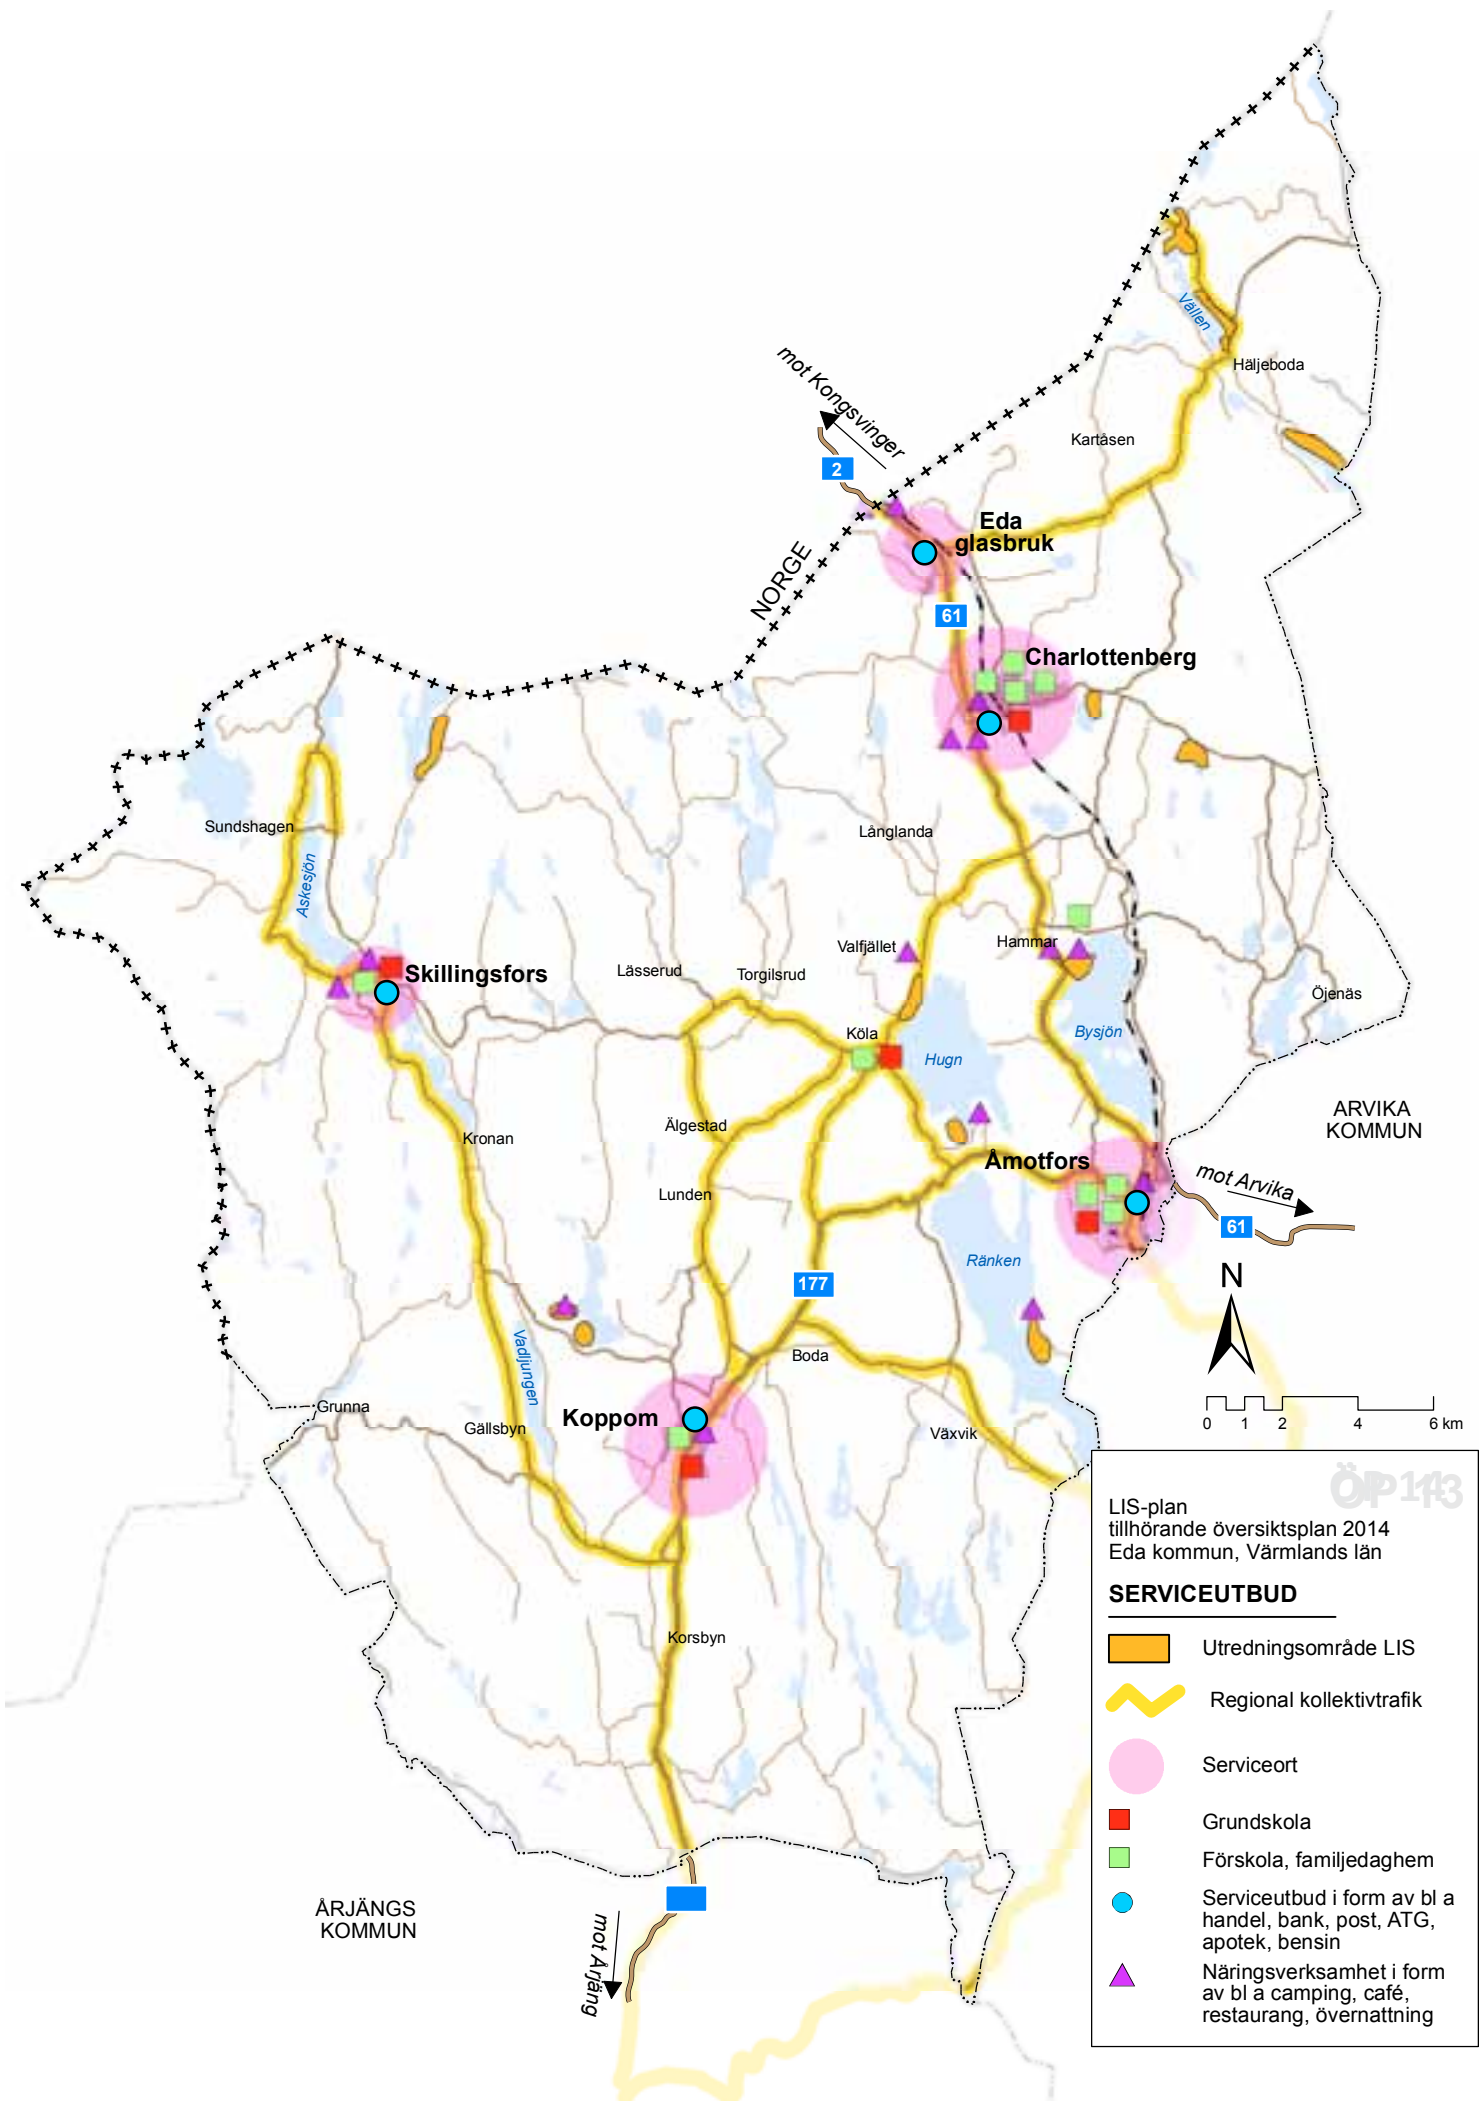 Vällen
Häljeboda
mot Kongsvinger
Kartåsen
2
Eda
glasbruk
NORGE
61
Charlottenberg
Sundshagen
Långlanda
Askesjön
Valfjället
Hammar
Skillingsfors
Lässerud
Torgilsrud
Öjenäs
Köla
Bysjön
Hugn
ARVIKA
KOMMUN
Älgestad
Kronan
Åmotfors
mot Arvika
Lunden
61
Ränken
N
177
Vadljungen
Boda
Grunna
Koppom
Gällsbyn
Växvik
0 1 2 4 6 km
LIS-plan
tillhörande översiktsplan 2014
Eda kommun, Värmlands län
SERVICEUTBUD
Korsbyn
Utredningsområde LIS
Regional kollektivtrafik
Serviceort
Grundskola
Förskola, familjedaghem
Serviceutbud i form av bl a
handel, bank, post, ATG,
apotek, bensin
Näringsverksamhet i form
av bl a camping, café,
restaurang, övernattning
ÅRJÄNGS
KOMMUN
mot Årjäng